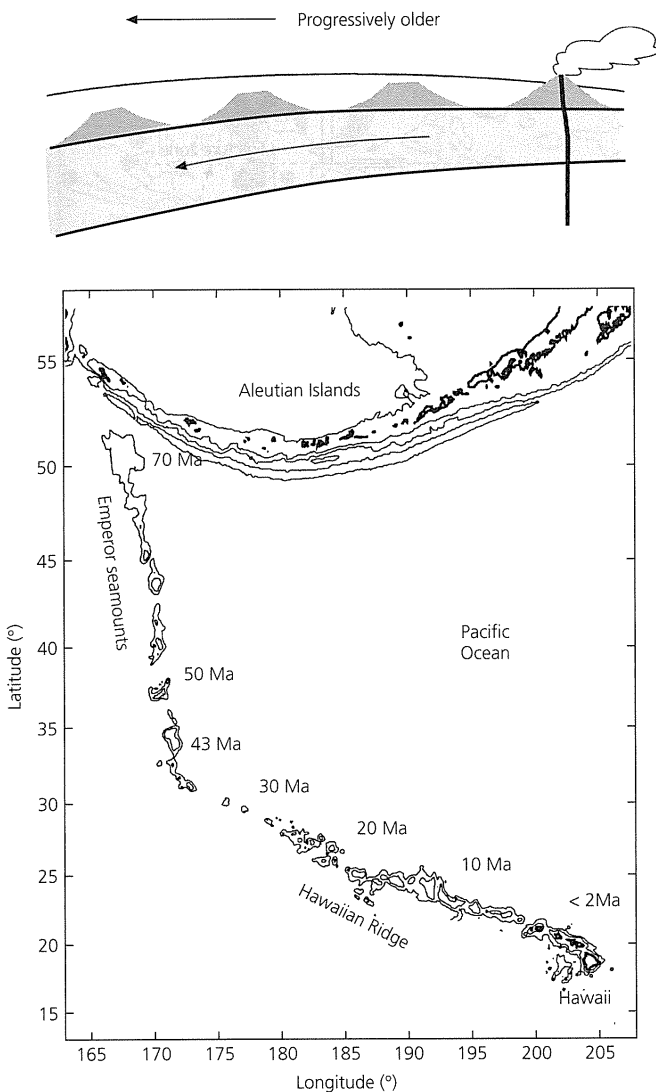 Progressively older
55
50
45
40
35
30
25
20
15
Latitude (°)
Aleutian Islands
70 Ma
Emperor seamounts
Pacific
Ocean
50 Ma
43 Ma
30 Ma
20 Ma
10 Ma
< 2Ma
Hawaiian Ridge
Hawaii
165
170
175
180
185
190
195
200
205
Longitude (°)